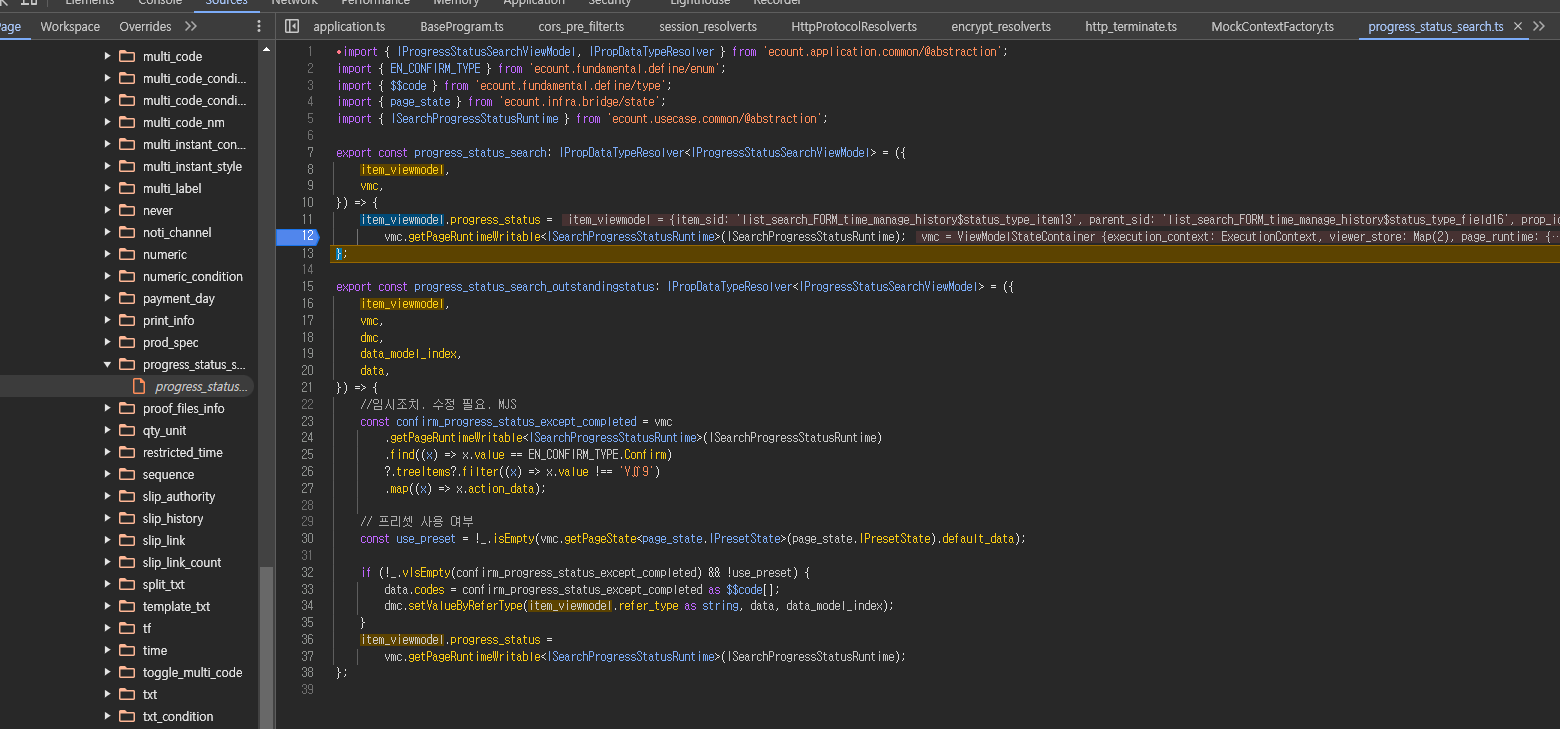 Elements Console Sources Network Performance Memory Application Security Lighthouse Recorder
Page Workspace Overrides
application.ts BaseProgram.ts cors_pre_filter.ts session_resolver.ts HttpProtocolResolver.ts encrypt_resolver.ts http_terminate.ts MockContextFactory.ts progress_status_search.ts
multi_code
multi_code_condi...
multi_code_condi...
multi_code_nm
multi_instant_con...
multi_instant_style
multi_label
never
noti_channel
numeric
numeric_condition
payment_day
print_info
prod_spec
progress_status_s...
progress_status...
proof_files_info
qty_unit
restricted_time
sequence
slip_authority
slip_history
slip_link
slip_link_count
split_txt
template_txt
tf
time
toggle_multi_code
txt
txt_condition
1 import { IProgressStatusSearchViewModel, IPropDataTypeResolver } from 'ecount.application.common/@abstraction';
2 import { EN_CONFIRM_TYPE } from 'ecount.fundamental.define/enum';
3 import { $$code } from 'ecount.fundamental.define/type';
4 import { page_state } from 'ecount.infra.bridge/state';
5 import { ISearchProgressStatusRuntime } from 'ecount.usecase.common/@abstraction';
6
7 export const progress_status_search: IPropDataTypeResolver<IProgressStatusSearchViewModel> = ({
8 item_viewmodel,
9 vmc,
10 }) => {
11 item_viewmodel.progress_status = item_viewmodel = {item_sid: 'list_search_FORM_time_manage_history$status_type_item13', parent_sid: 'list_search_FORM_time_manage_history$status_type_field16', prop_i
12 vmc.getPageRuntimeWritable<ISearchProgressStatusRuntime>(ISearchProgressStatusRuntime); vmc = ViewModelStateContainer {execution_context: ExecutionContext, viewer_store: Map(2), page_runtime: {…
13 };
14
15 export const progress_status_search_outstandingstatus: IPropDataTypeResolver<IProgressStatusSearchViewModel> = ({
16 item_viewmodel,
17 vmc,
18 dmc,
19 data_model_index,
20 data,
21 }) => {
22 //임시조치. 수정 필요. MJS
23 const confirm_progress_status_except_completed = vmc
24 .getPageRuntimeWritable<ISearchProgressStatusRuntime>(ISearchProgressStatusRuntime)
25 .find((x) => x.value == EN_CONFIRM_TYPE.Confirm)
26 ?.treeItems?.filter((x) => x.value !== 'Y∬9')
27 .map((x) => x.action_data);
28
29 // 프리셋 사용 여부
30 const use_preset = !_.isEmpty(vmc.getPageState<page_state.IPresetState>(page_state.IPresetState).default_data);
31
32 if (!_.vIsEmpty(confirm_progress_status_except_completed) && !use_preset) {
33 data.codes = confirm_progress_status_except_completed as $$code[];
34 dmc.setValueByReferType(item_viewmodel.refer_type as string, data, data_model_index);
35 }
36 item_viewmodel.progress_status =
37 vmc.getPageRuntimeWritable<ISearchProgressStatusRuntime>(ISearchProgressStatusRuntime);
38 };
39